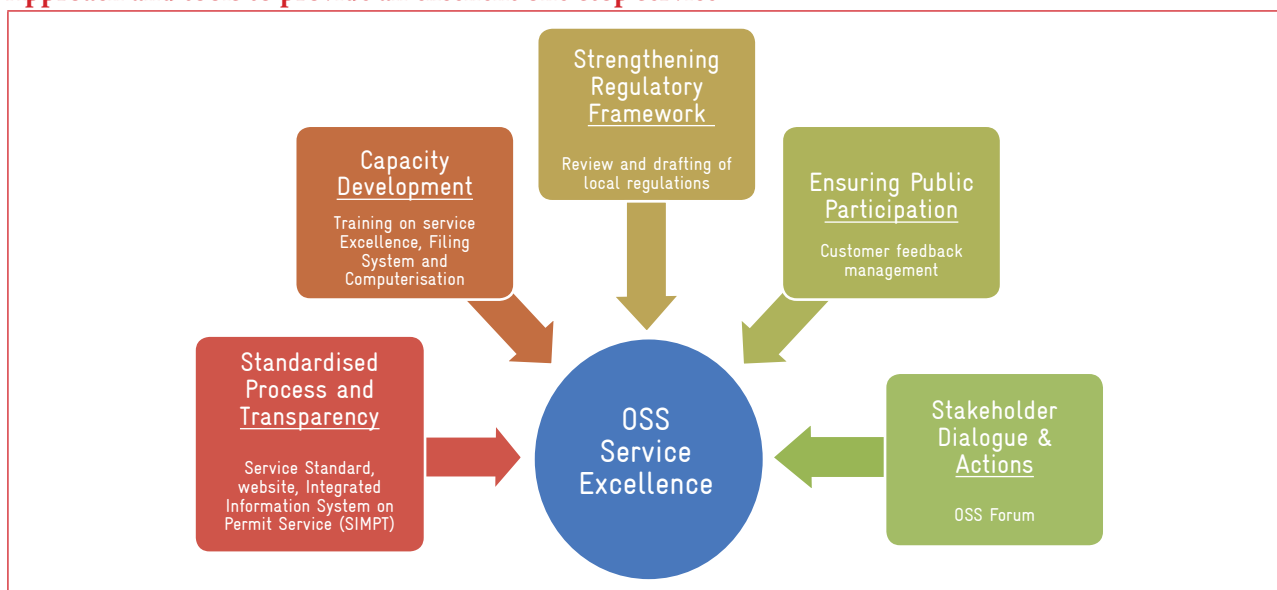 Strengthening
Regulatory
Framework
Review and drafting of
local regulations
Capacity
Development
Training on service
Excellence, Filing
System and
Computerisation
Ensuring Public
Participation
Customer feedback
management
Standardised
Process and
Transparency
Service Standard,
website, Integrated
Information System on
Permit Service (SIMPT)
OSS
Service
Excellence
Stakeholder
Dialogue &
Actions
OSS Forum